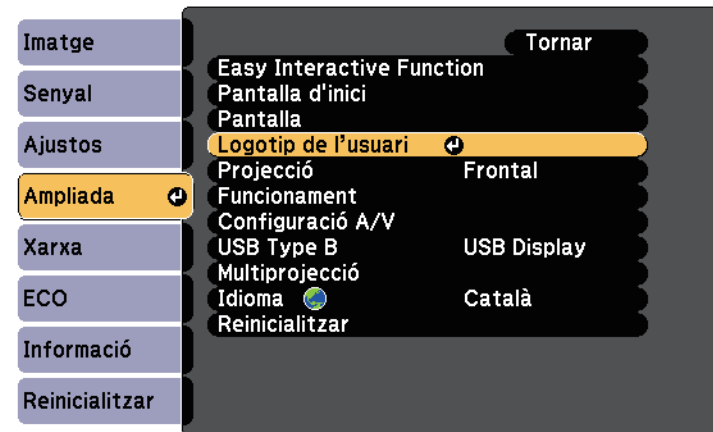 Imatge
Senyal
Ajustos
Ampliada
Xarxa
ECO
Informació
Reinicialitzar
Tornar
Easy Interactive Function
Pantalla d'inici
Pantalla
Logotip de l’usuari
Projecció Frontal
Funcionament
Configuració A/V
USB Type B USB Display
Multiprojecció
Idioma Català
Reinicialitzar